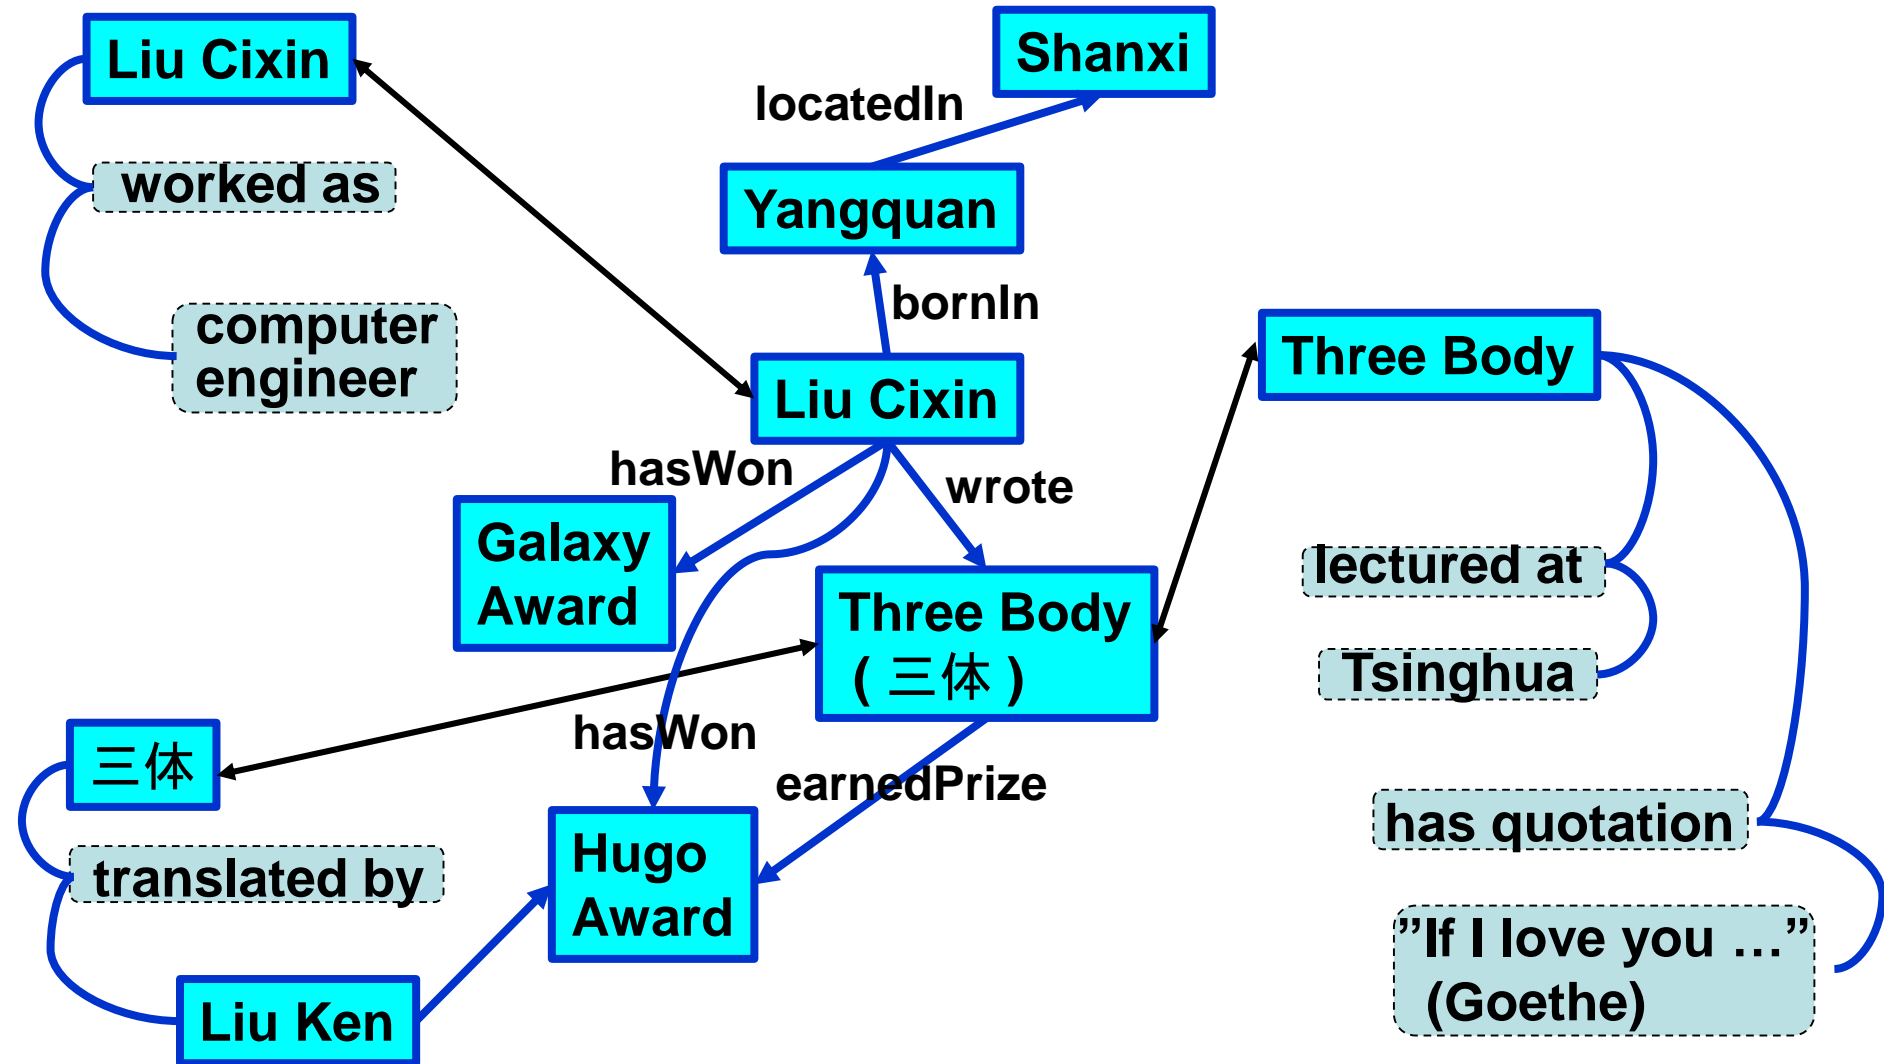 Liu Cixin
Shanxi
locatedIn
worked as
Yangquan
bornIn
computer
engineer
Three Body
Liu Cixin
hasWon
wrote
Galaxy
Award
lectured at
Three Body
( 三体 )
Tsinghua
hasWon
三体
earnedPrize
has quotation
Hugo
Award
translated by
”If I love you …”
(Goethe)
Liu Ken